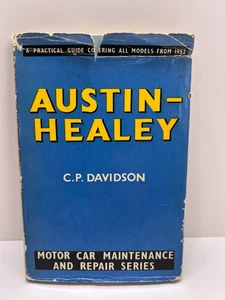 A PRACTICAL GUIDE COVERING ALL MODELS FROM 1952
AUSTIN-
HEALEY
C.P. DAVIDSON
MOTOR CAR MAINTENANCE
AND REPAIR SERIES